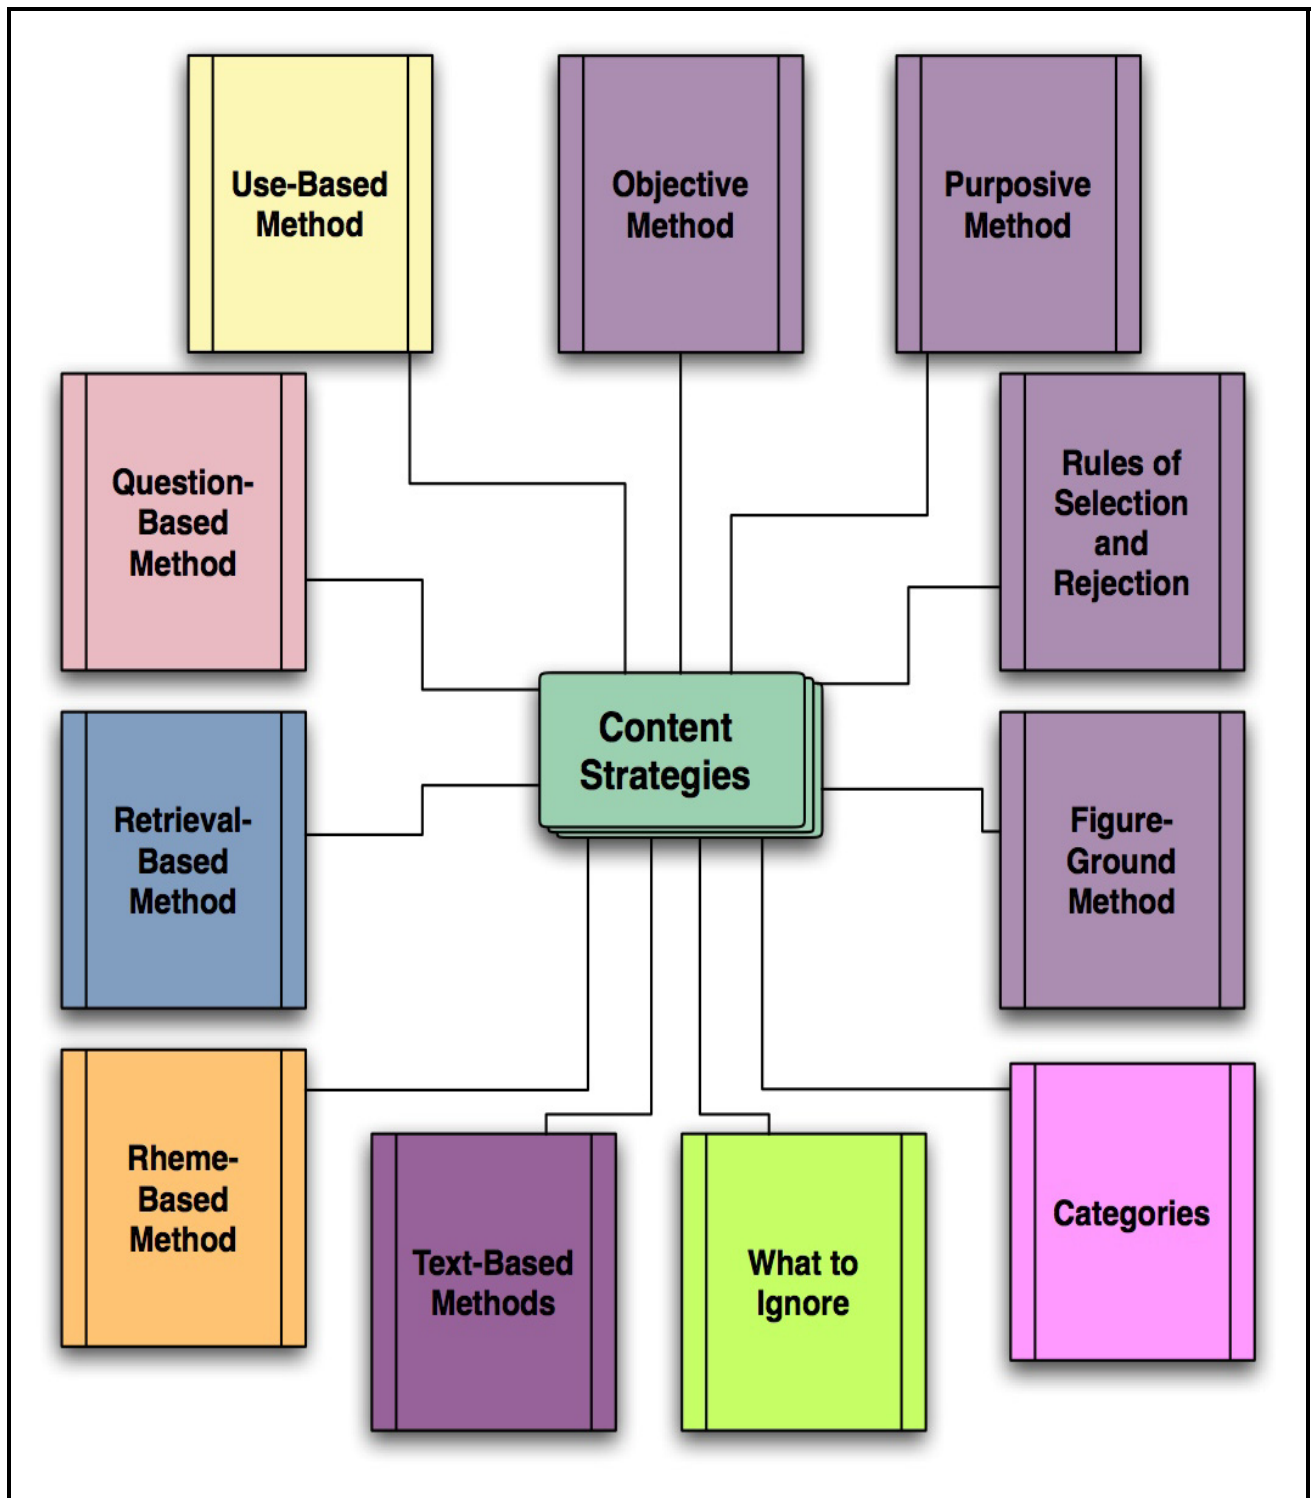 Use-Based
Method
Objective
Method
Purposive
Method
Question-
Based
Method
Rules of
Selection
and
Rejection
Content
Strategies
Retrieval-
Based
Method
Figure-
Ground
Method
Rheme-
Based
Method
Text-Based
Methods
What to
Ignore
Categories